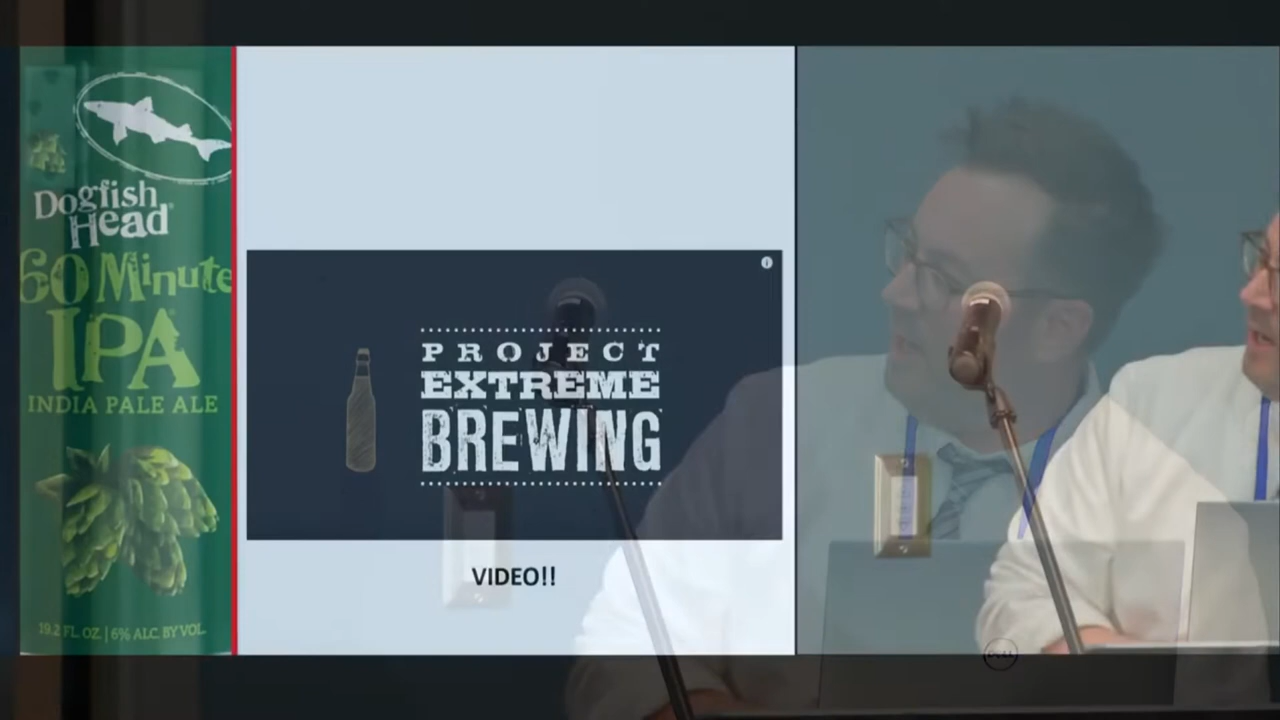 Dogfish
Head
60 Minute
IPA
INDIA PALE ALE
19.2 FL. OZ. | 6% ALC. BY VOL.
PROJECT
EXTREME
BREWING
VIDEO!!
DELL